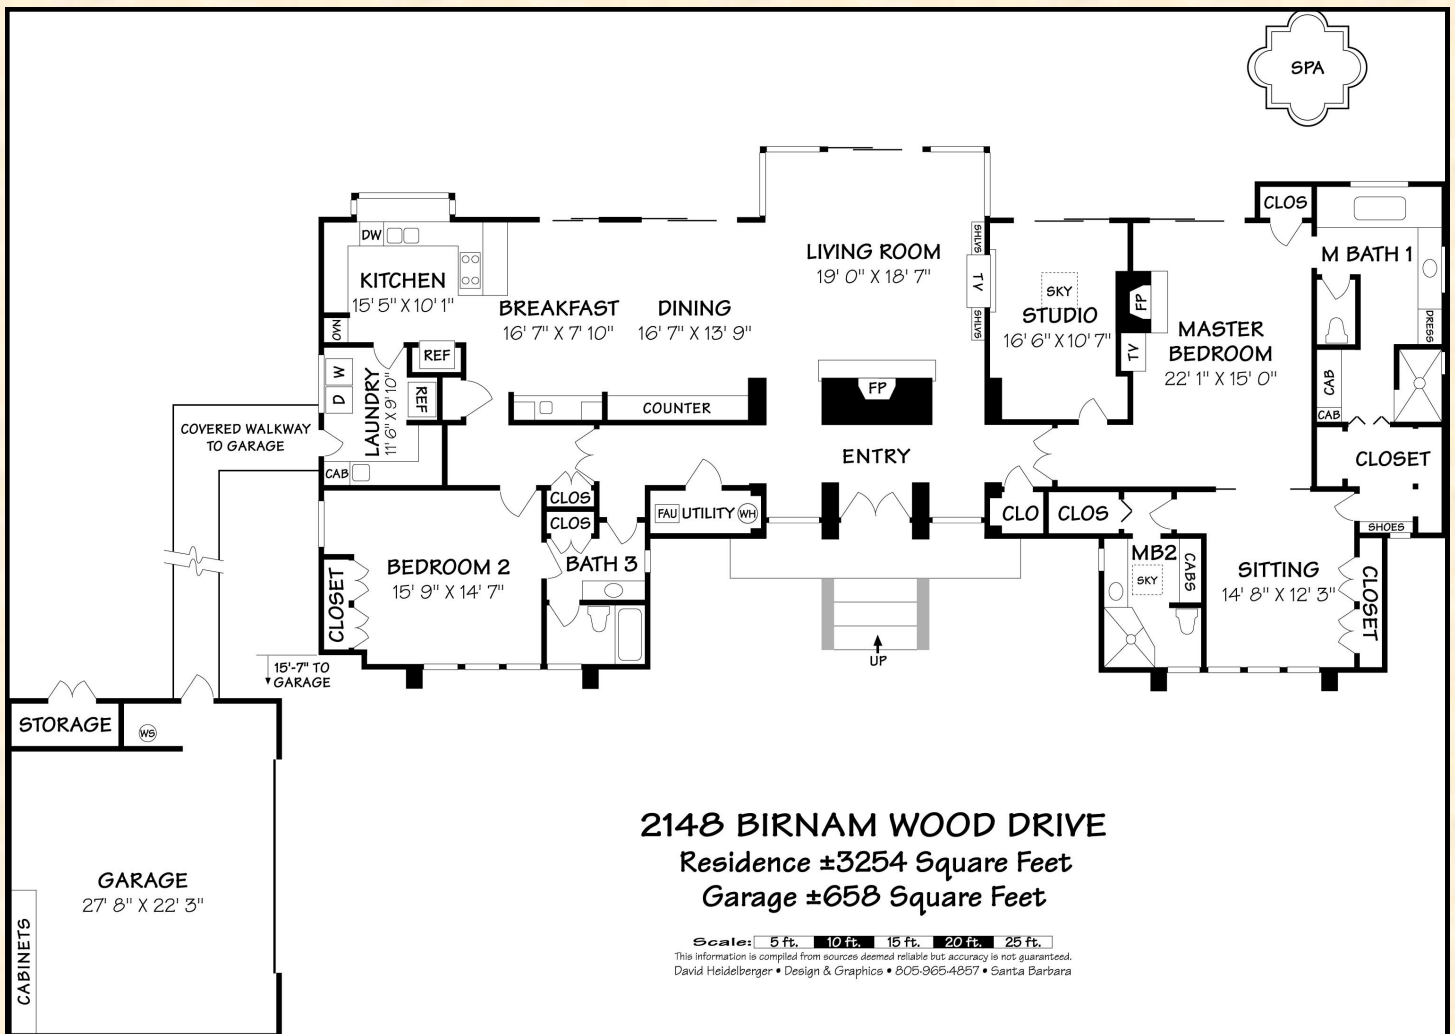 SPA
CLOS
DW
KITCHEN
15' 5" X 10' 1"
OVN
BREAKFAST
16' 7" X 7' 10"
DINING
16' 7" X 13' 9"
LIVING ROOM
19' 0" X 18' 7"
SHLVS
TV
SHLVS
SKY
STUDIO
16' 6" X 10' 7"
FP
TV
MASTER
BEDROOM
22' 1" X 15' 0"
M BATH 1
DRESS
CAB
CAB
REF
REF
W
D
LAUNDRY
11' 6" X 9' 10"
CAB
COUNTER
FP
COVERED WALKWAY
TO GARAGE
ENTRY
CLOSET
CLOS
CLOS
FAU
UTILITY
WH
CLO
CLOS
SHOES
BEDROOM 2
15' 9" X 14' 7"
CLOSET
BATH 3
MB2
SKY
CABS
SITTING
14' 8" X 12' 3"
CLOSET
UP
15'-7" TO
GARAGE
STORAGE
WS
GARAGE
27' 8" X 22' 3"
CABINETS
2148 BIRNAM WOOD DRIVE
Residence ±3254 Square Feet
Garage ±658 Square Feet
Scale: 5 ft. 10 ft. 15 ft. 20 ft. 25 ft.
This information is compiled from sources deemed reliable but accuracy is not guaranteed.
David Heidelberger • Design & Graphics • 805-965-4857 • Santa Barbara